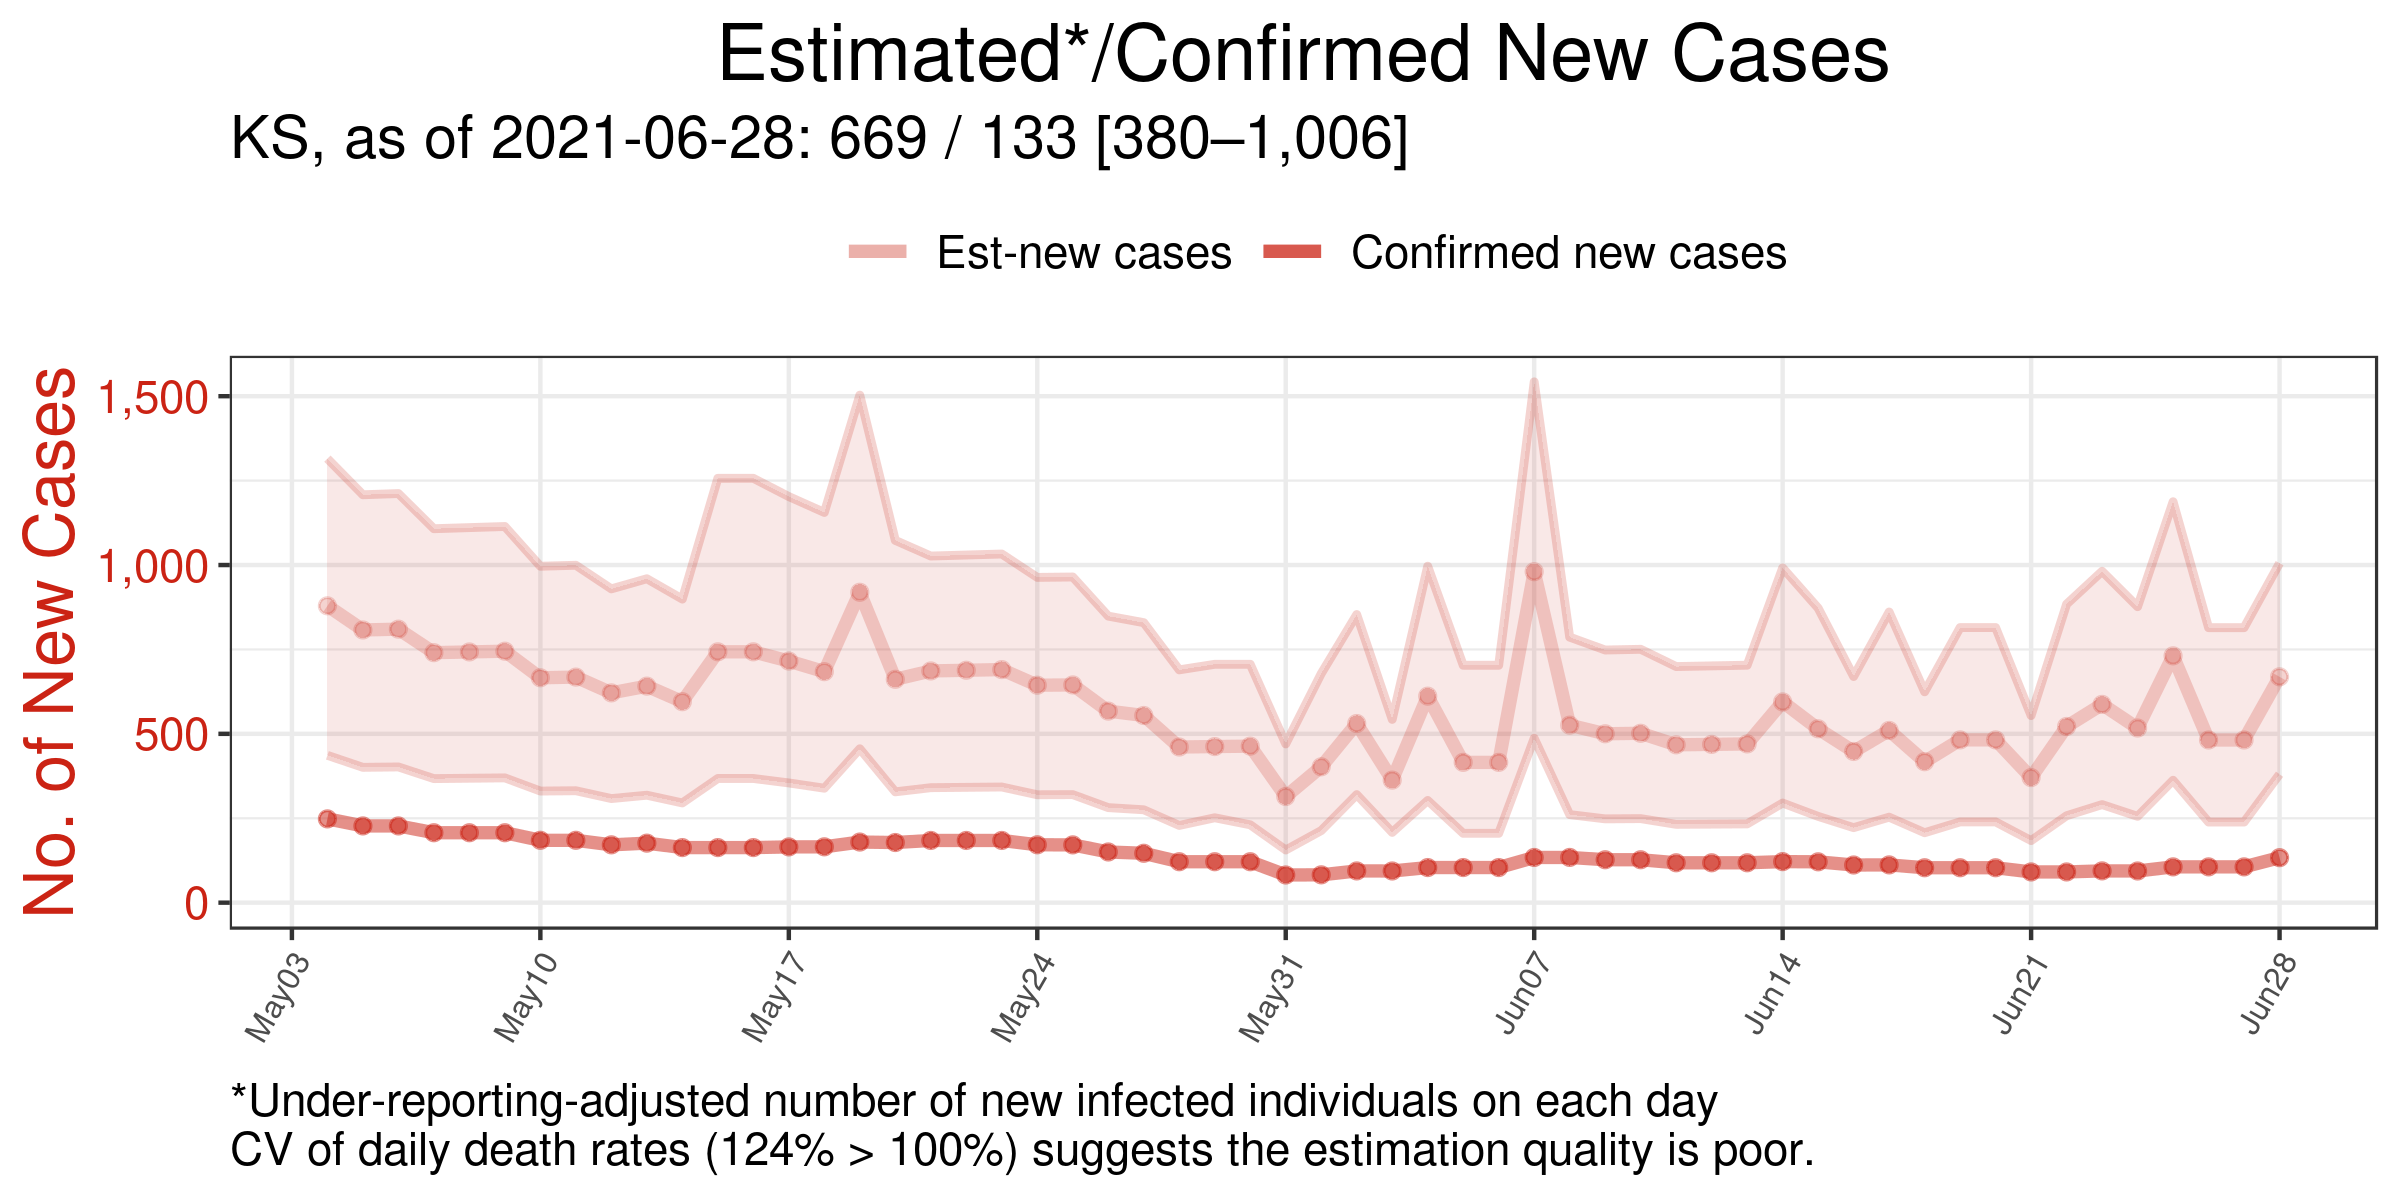 Estimated*/Confirmed New Cases
KS, as of 2021-06-28: 669 / 133 [380–1,006]
Est-new cases
Confirmed new cases
No. of New Cases
1,500
1,000
500
0
May03
May10
May17
May24
May31
Jun07
Jun14
Jun21
Jun28
*Under-reporting-adjusted number of new infected individuals on each day
CV of daily death rates (124% > 100%) suggests the estimation quality is poor.